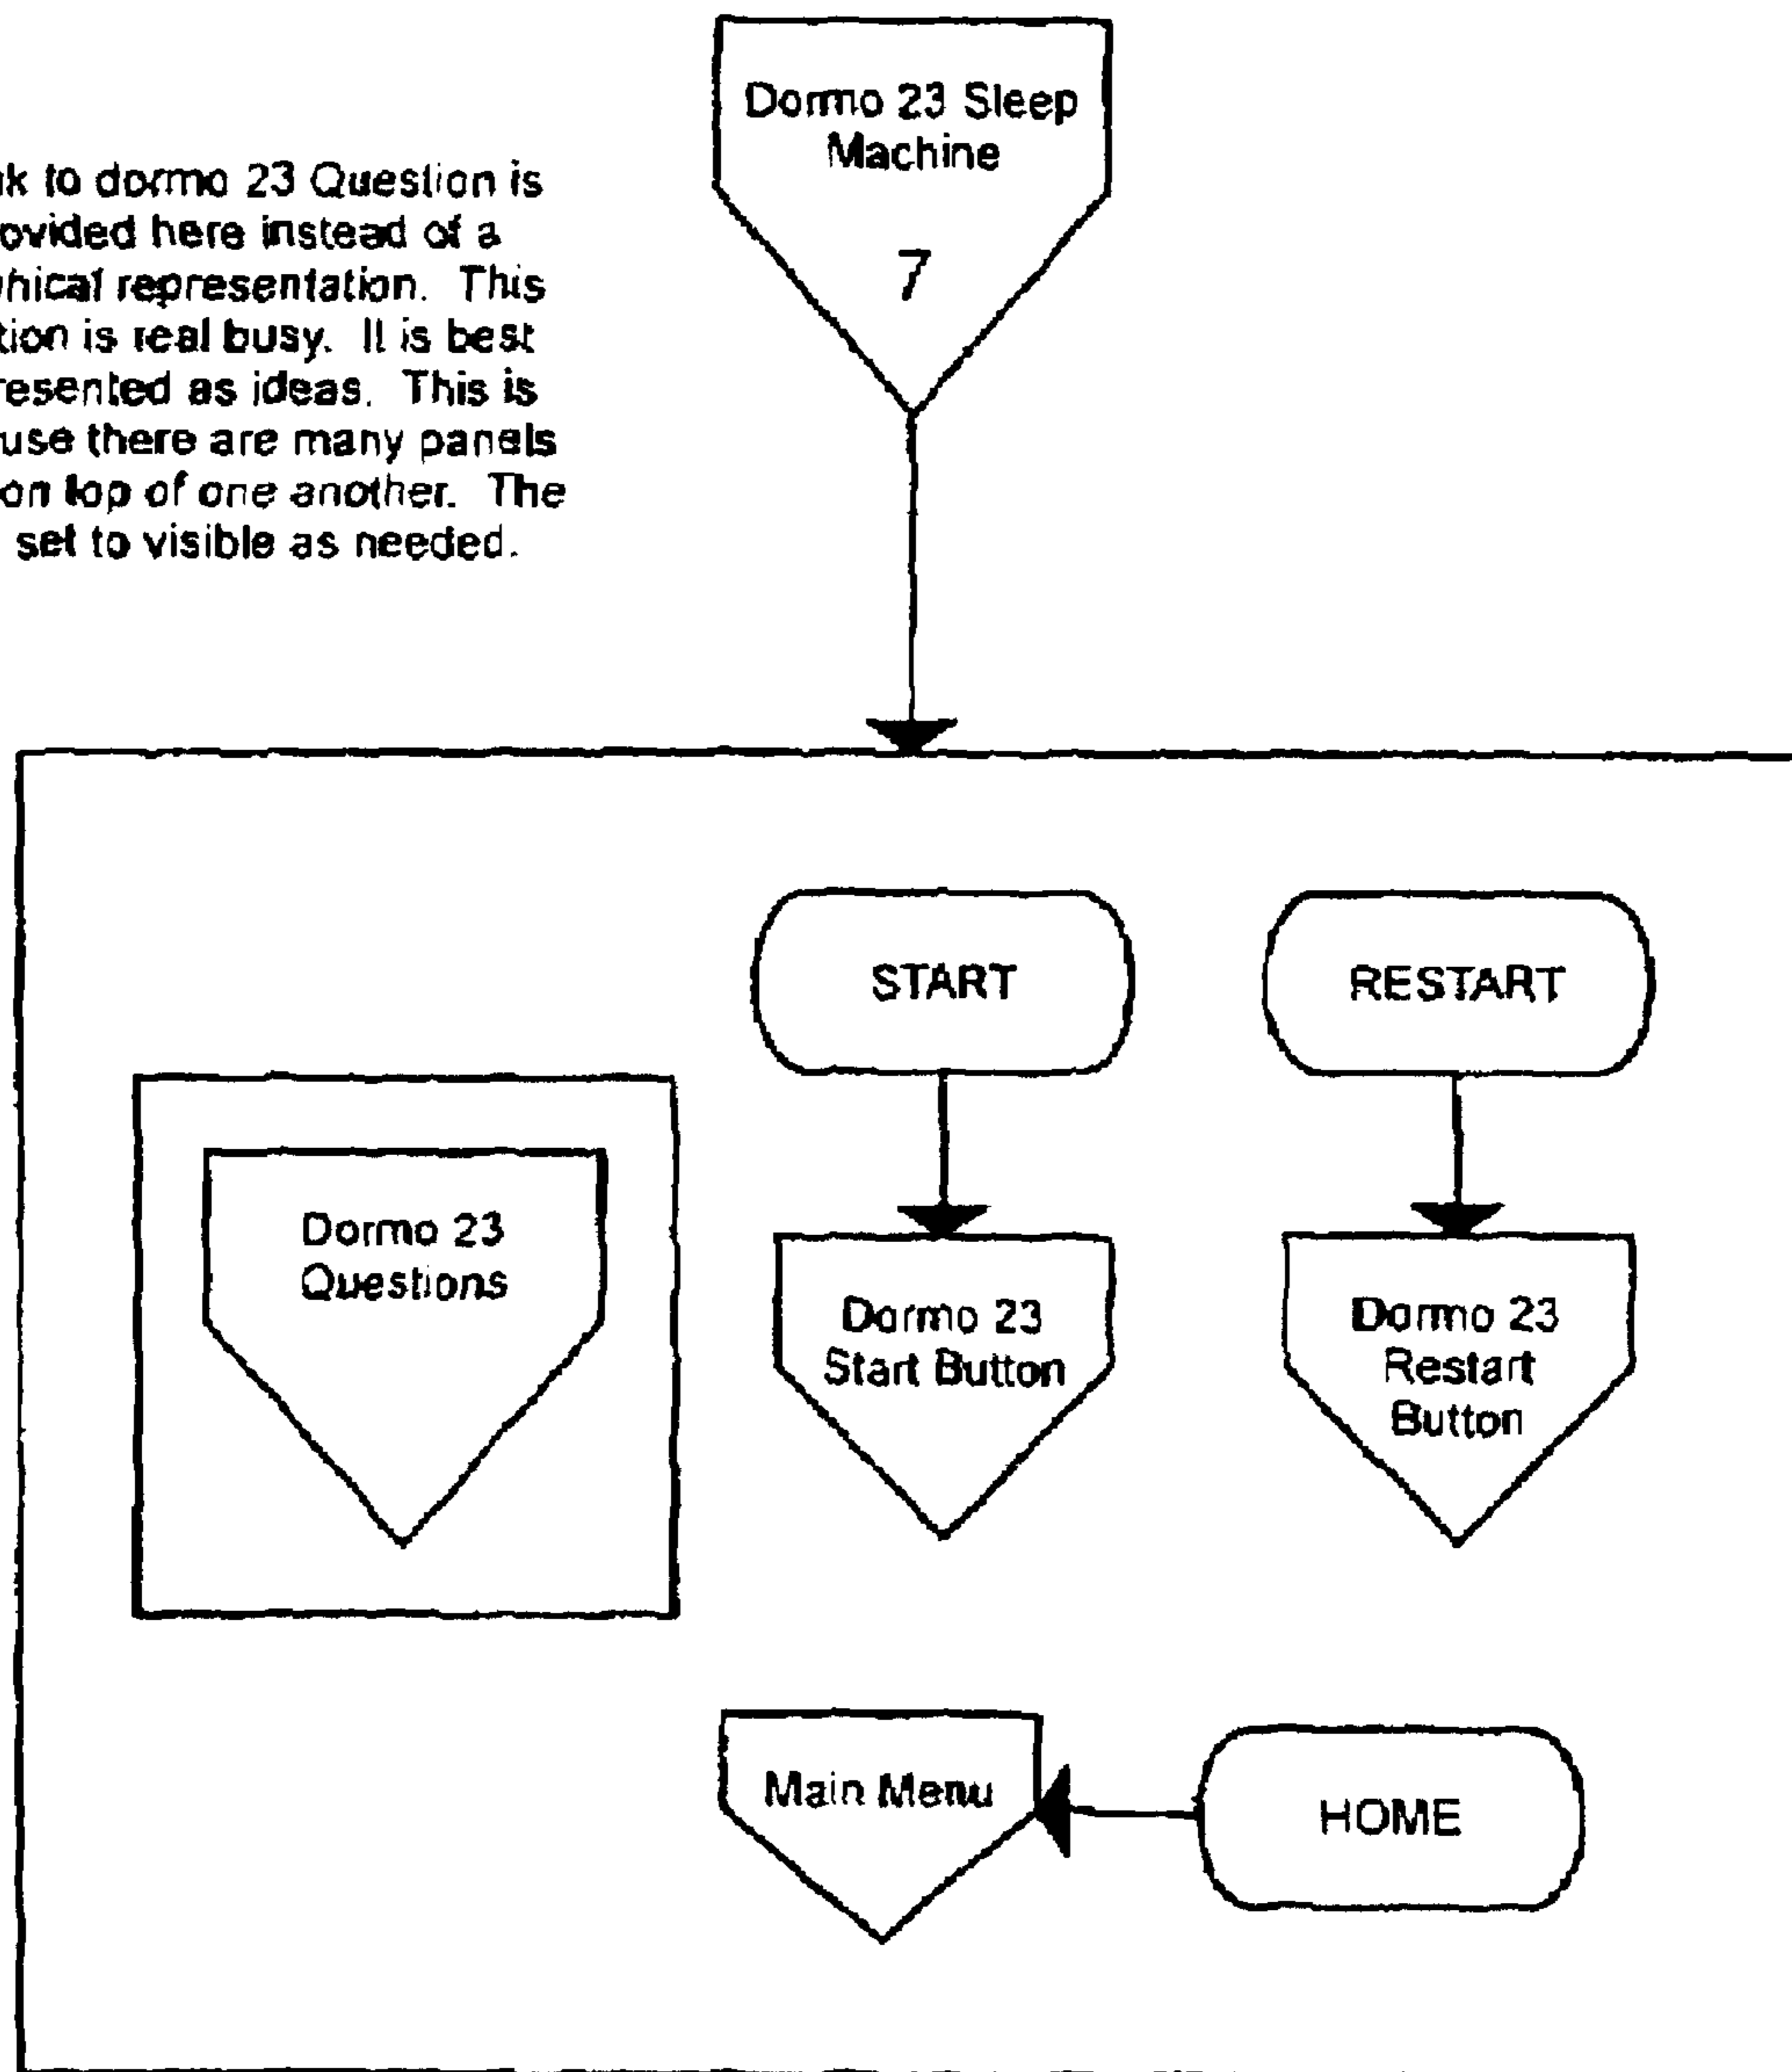 Dormo 23 Sleep
Machine
7
k to dormo 23 Question is
ovided here instead of a
hical representation. This
tion is real busy. It is best
resented as ideas. This is
use there are many panels
on top of one another. The
set to visible as needed.
START
RESTART
Dormo 23
Questions
Dormo 23
Start Button
Dormo 23
Restart
Button
Main Menu
HOME